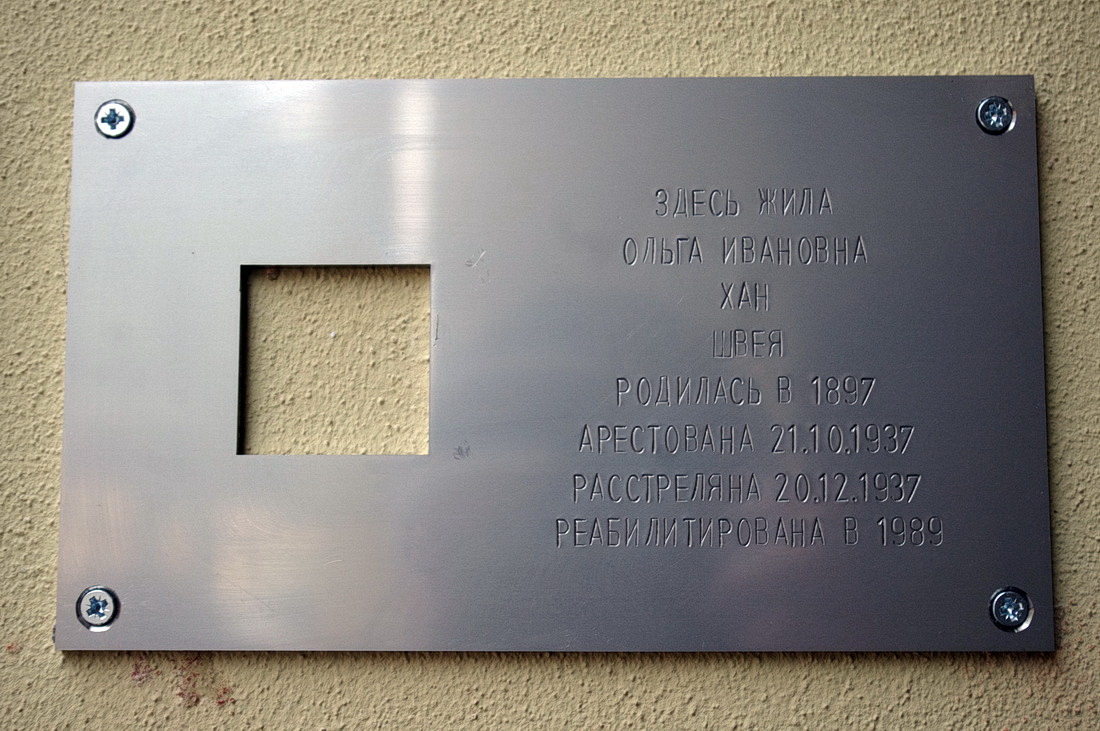 ЗДЕСЬ ЖИЛА
ОЛЬГА ИВАНОВНА
ХАН
ШВЕЯ
РОДИЛАСЬ В 1897
АРЕСТОВАНА 21.10.1937
РАССТРЕЛЯНА 20.12.1937
РЕАБИЛИТИРОВАНА В 1989